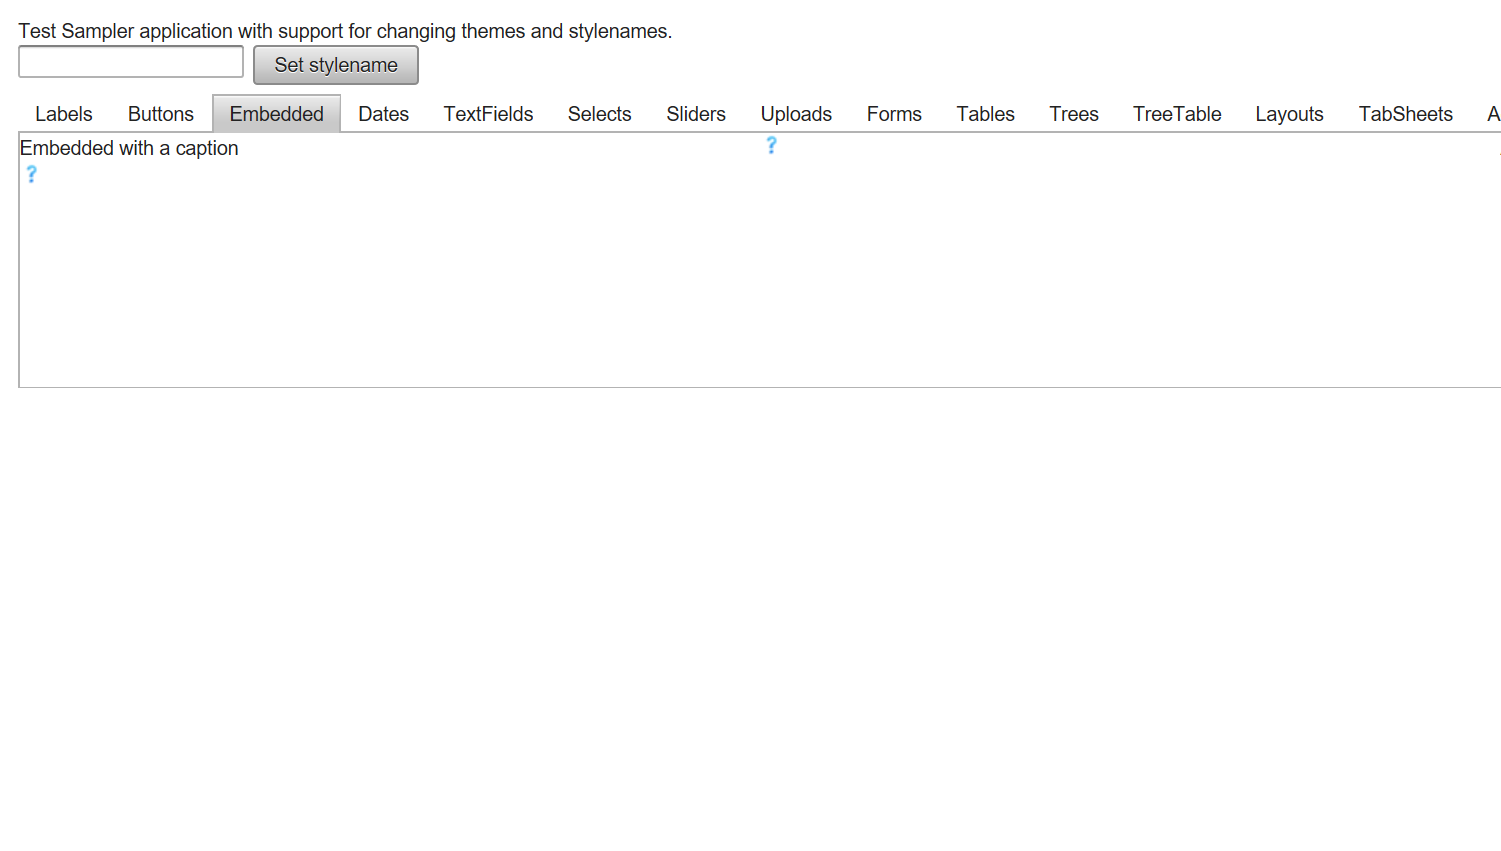 Test Sampler application with support for changing themes and stylenames.
Set stylename
Labels Buttons Embedded Dates TextFields Selects Sliders Uploads Forms Tables Trees TreeTable Layouts TabSheets A
Embedded with a caption ?
?